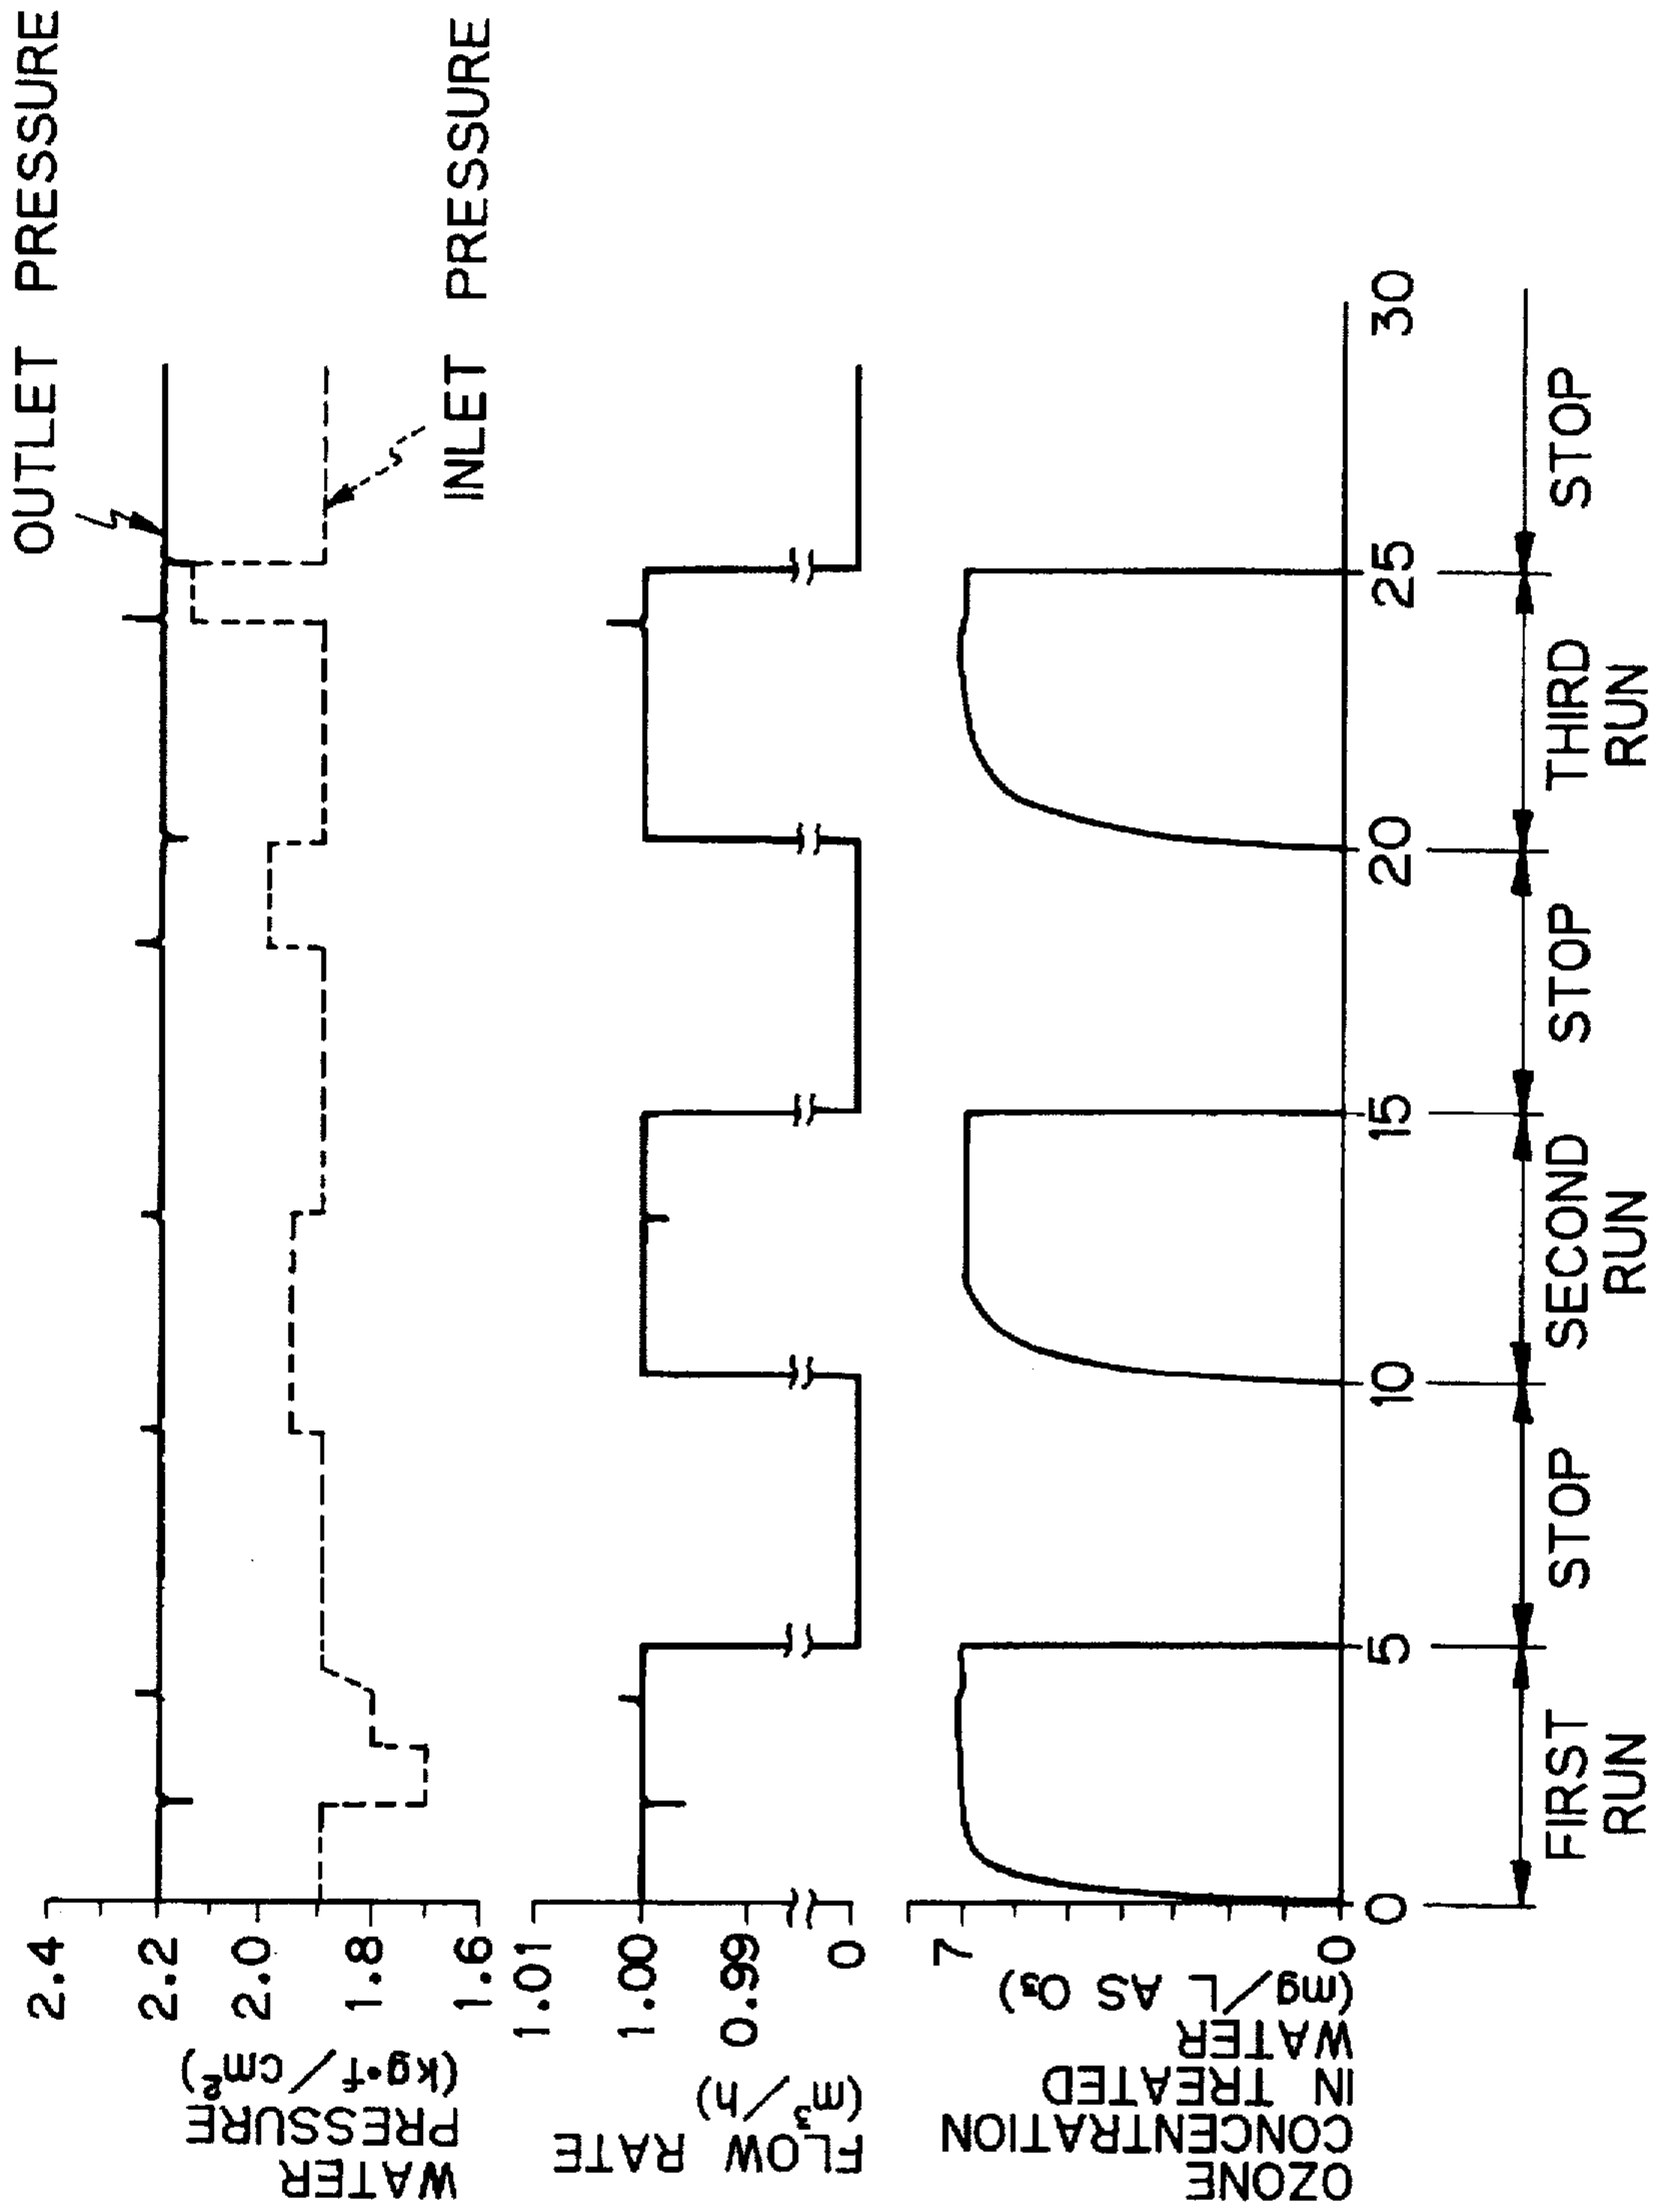 OUTLET PRESSURE
INLET PRESSURE
WATER
PRESSURE
(kg•f/cm²)
2.4
2.2
2.0
1.8
1.6
FLOW RATE
(m³/h)
1.01
1.00
0.99
0
OZONE
CONCENTRATION
IN TREATED
WATER
(mg/L AS O₃)
7
0
0
5
10
15
20
25
30
FIRST
RUN
STOP
SECOND
RUN
STOP
THIRD
RUN
STOP